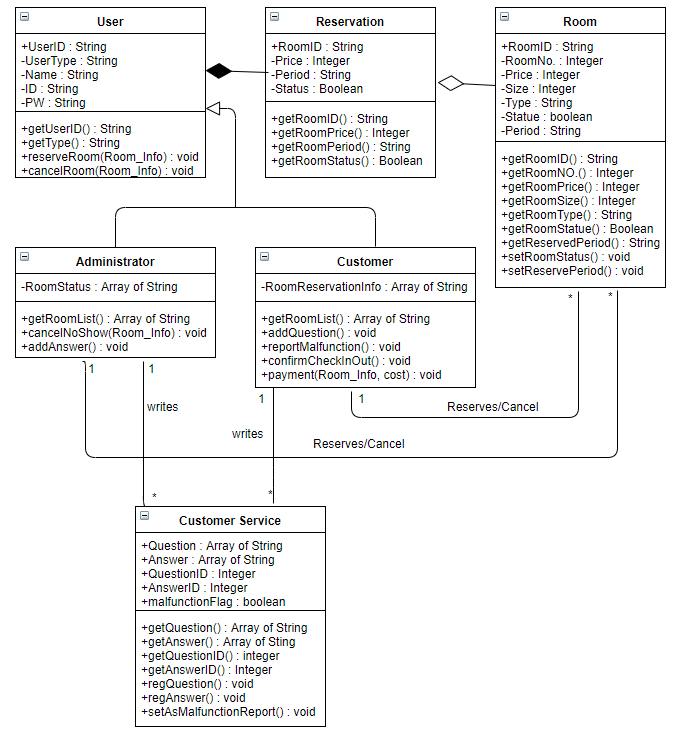 User
+UserID : String
-UserType : String
-Name : String
-ID : String
-PW : String
+getUserID() : String
+getType() : String
+reserveRoom(Room_Info) : void
+cancelRoom(Room_Info) : void
Reservation
+RoomID : String
-Price : Integer
-Period : String
-Status : Boolean
+getRoomID() : String
+getRoomPrice() : Integer
+getRoomPeriod() : String
+getRoomStatus() : Boolean
Room
+RoomID : String
-RoomNo. : Integer
-Price : Integer
-Size : Integer
-Type : String
-Statue : boolean
-Period : String
+getRoomID() : String
+getRoomNO.() : Integer
+getRoomPrice() : Integer
+getRoomSize() : Integer
+getRoomType() : String
+getRoomStatue() : Boolean
+getReservedPeriod() : String
+setRoomStatus() : void
+setReservePeriod() : void
Administrator
-RoomStatus : Array of String
+getRoomList() : Array of String
+cancelNoShow(Room_Info) : void
+addAnswer() : void
Customer
-RoomReservationInfo : Array of String
+getRoomList() : Array of String
+addQuestion() : void
+reportMalfunction() : void
+confirmCheckInOut() : void
+payment(Room_Info, cost) : void
* *
1 1
1 1
writes
Reserves/Cancel
writes
Reserves/Cancel
* *
Customer Service
+Question : Array of String
+Answer : Array of String
+QuestionID : Integer
+AnswerID : Integer
+malfunctionFlag : boolean
+getQuestion() : Array of String
+getAnswer() : Array of Sting
+getQuestionID() : integer
+getAnswerID() : Integer
+regQuestion() : void
+regAnswer() : void
+setAsMalfunctionReport() : void